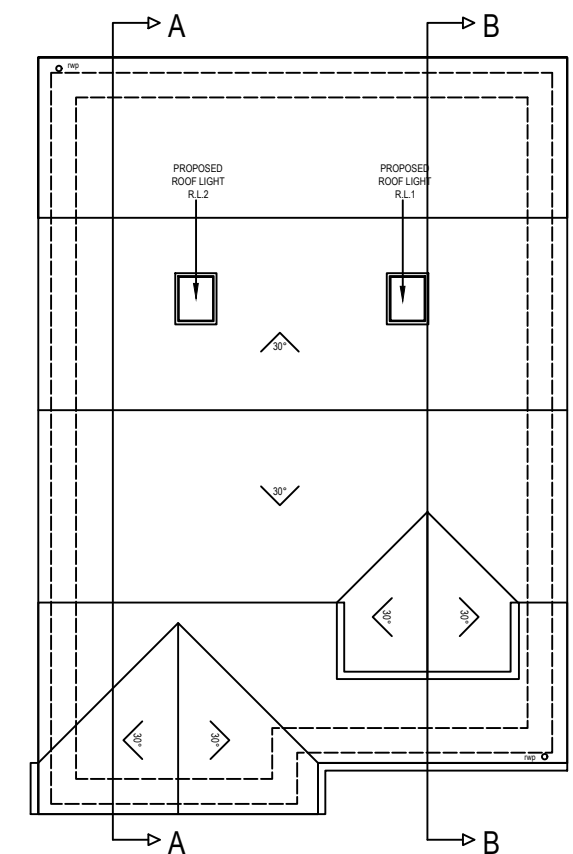 A
B
rwp
PROPOSED
ROOF LIGHT
R.L.2
PROPOSED
ROOF LIGHT
R.L.1
30°
30°
30°
30°
30°
30°
rwp
A
B